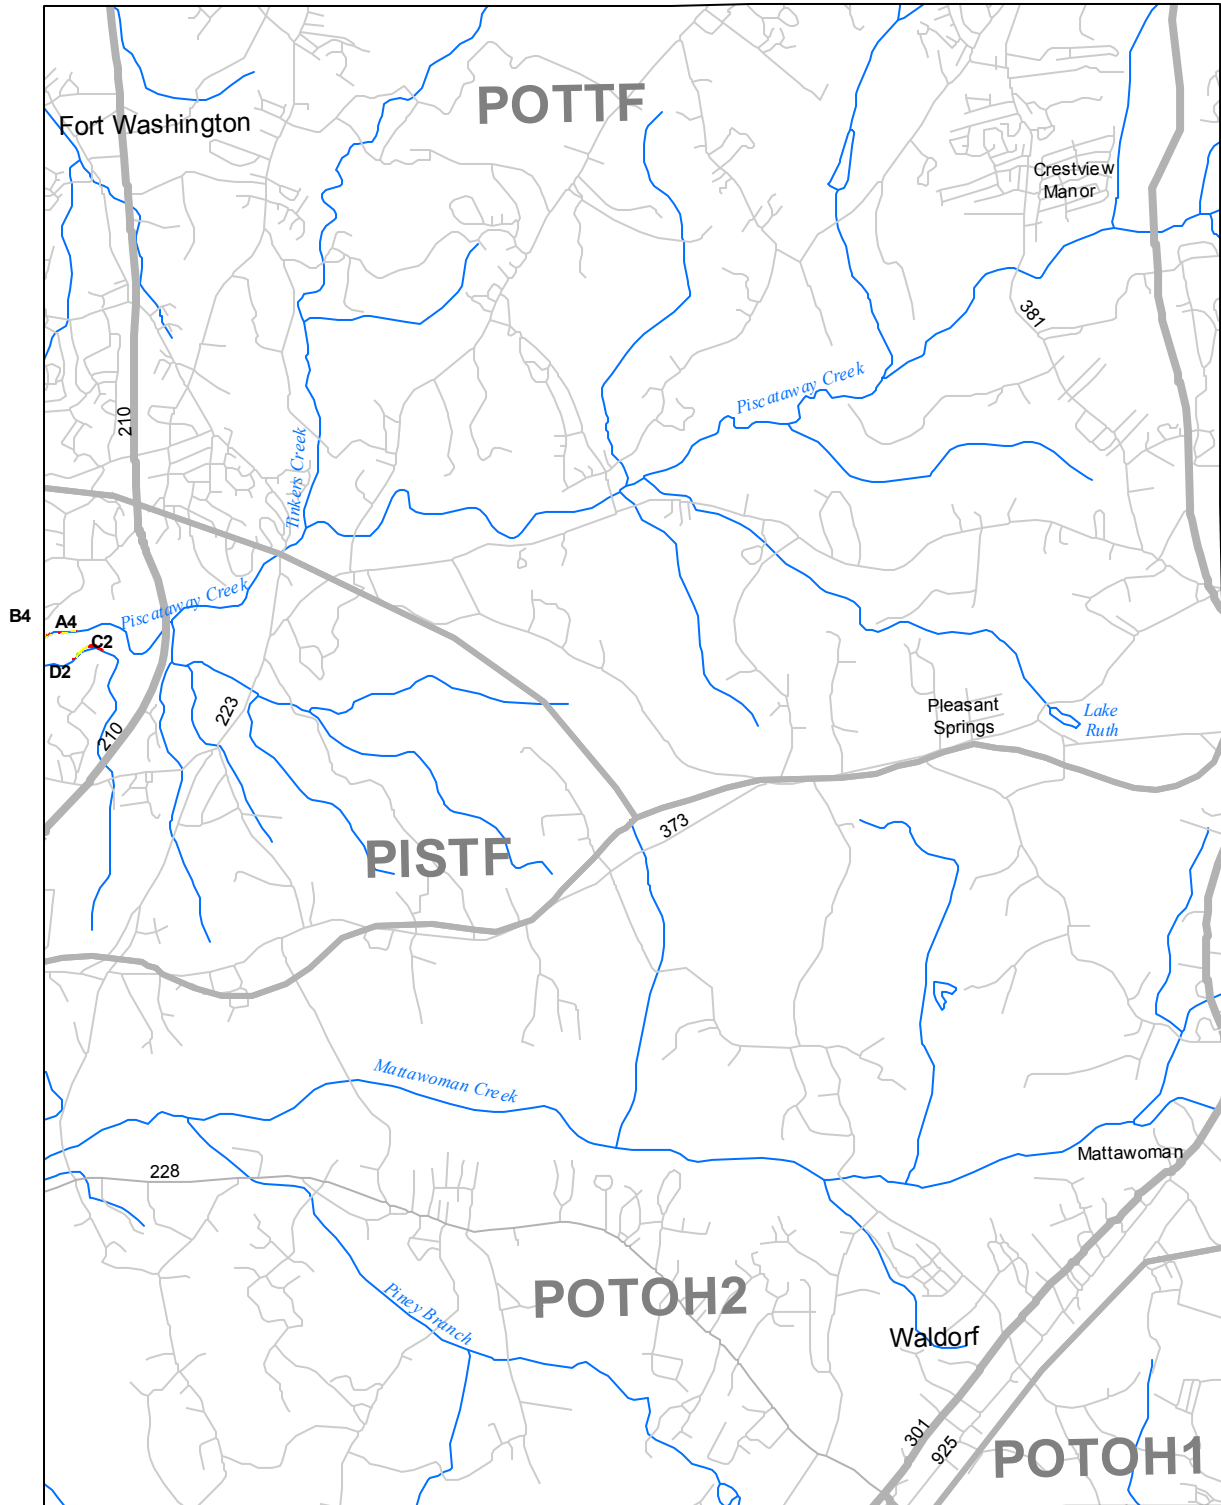 POTTF
Fort Washington
Crestview
Manor
381
Piscataway Creek
210
Tinkers Creek
Piscataway Creek
B4
A4
C2
D2
223
210
Pleasant
Springs
Lake
Ruth
373
PISTF
Mattawoman Creek
Mattawoman
228
POTOH2
Piney Branch
Waldorf
301
925
POTOH1